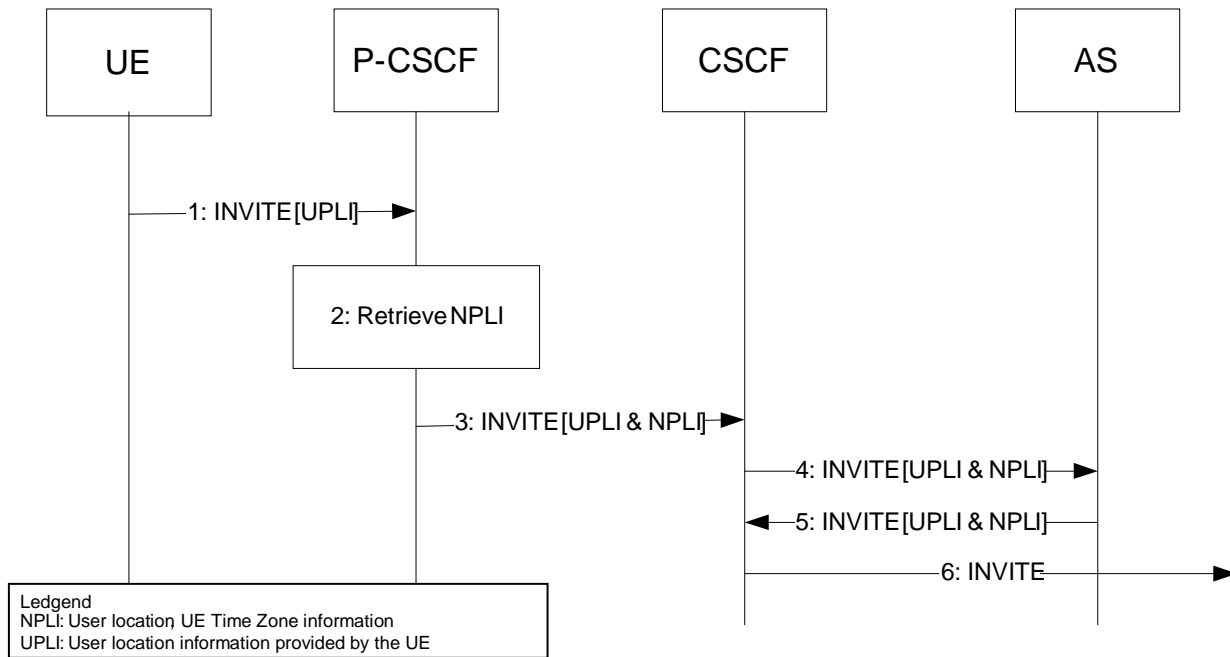 UE
P-CSCF
CSCF
AS
1: INVITE[UPLI]
2: Retrieve NPLI
3: INVITE[UPLI & NPLI]
4: INVITE[UPLI & NPLI]
5: INVITE[UPLI & NPLI]
6: INVITE
Ledgend
NPLI: User location, UE Time Zone information
UPLI: User location information provided by the UE